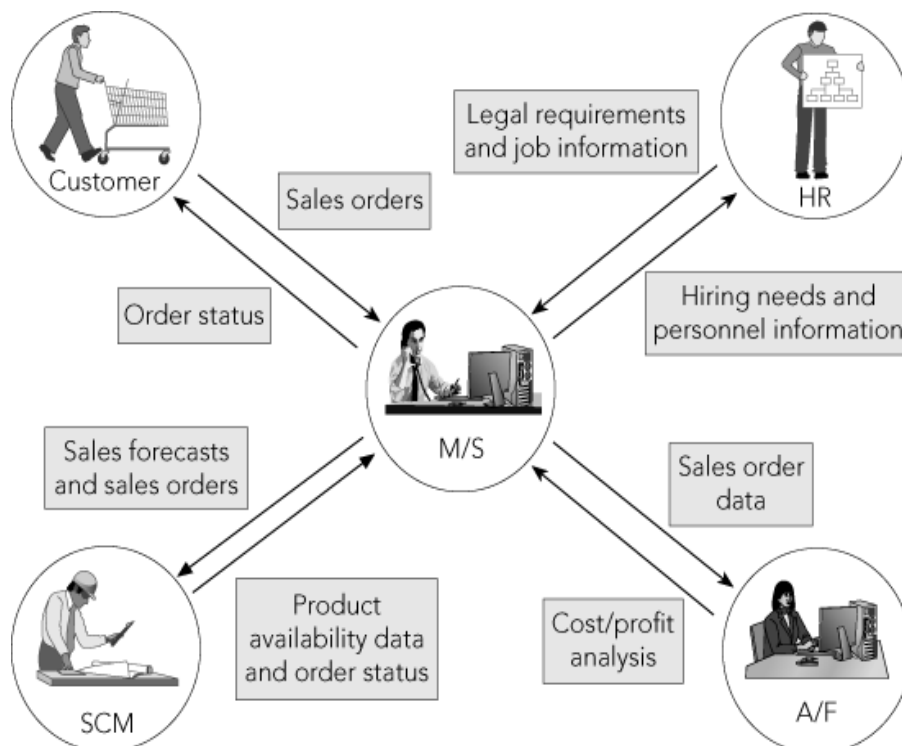 Customer
Sales orders
Order status
Legal requirements
and job information
HR
Hiring needs and
personnel information
M/S
Sales forecasts
and sales orders
SCM
Product
availability data
and order status
Sales order
data
Cost/profit
analysis
A/F